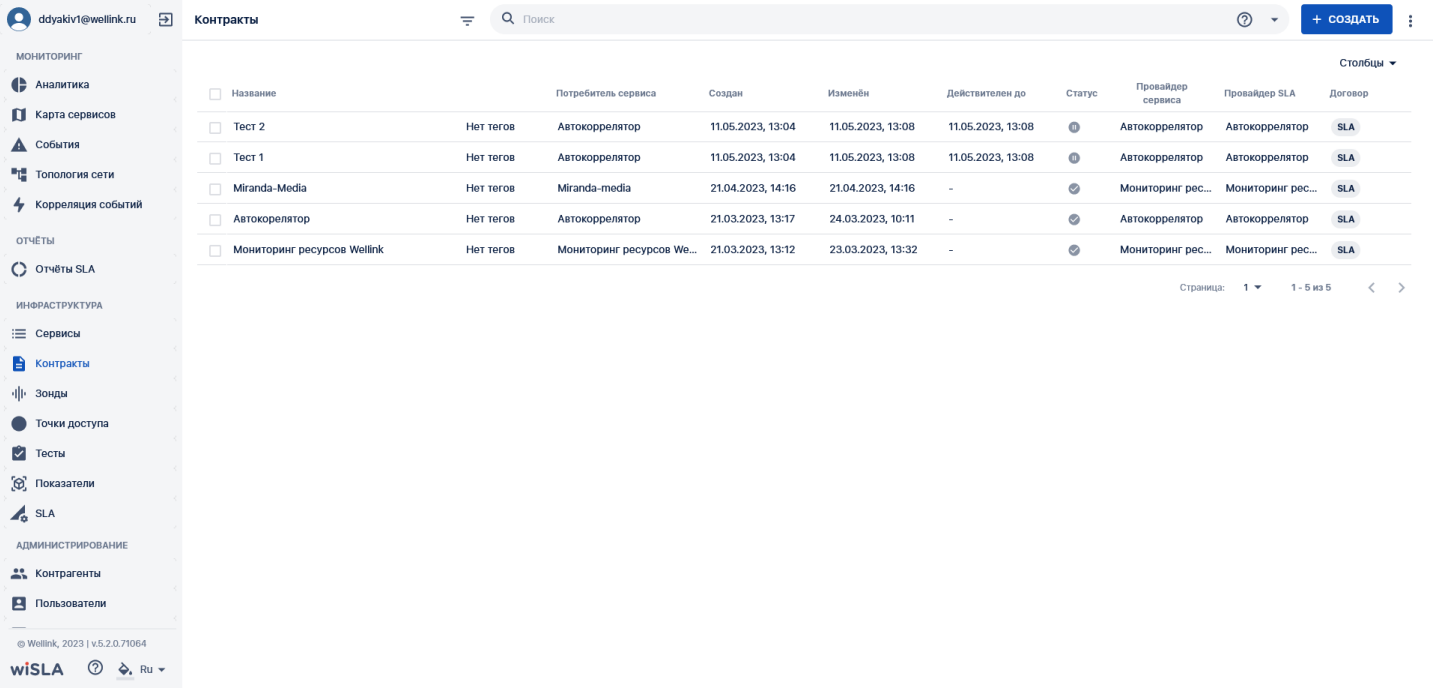 ddyakiv1@wellink.ru
МОНИТОРИНГ
Аналитика
Карта сервисов
События
Топология сети
Корреляция событий
ОТЧЁТЫ
Отчёты SLA
ИНФРАСТРУКТУРА
Сервисы
Контракты
Зонды
Точки доступа
Тесты
Показатели
SLA
АДМИНИСТРИРОВАНИЕ
Контрагенты
Пользователи
© Wellink, 2023 | v.5.2.0.71064
wiSLA Ru
Контракты Поиск + СОЗДАТЬ
Столбцы
Название Потребитель сервиса Создан Изменён Действителен до Статус Провайдер сервиса Провайдер SLA Договор
Тест 2 Нет тегов Автокоррелятор 11.05.2023, 13:04 11.05.2023, 13:08 11.05.2023, 13:08 Автокоррелятор Автокоррелятор SLA
Тест 1 Нет тегов Автокоррелятор 11.05.2023, 13:04 11.05.2023, 13:08 11.05.2023, 13:08 Автокоррелятор Автокоррелятор SLA
Miranda-Media Нет тегов Miranda-media 21.04.2023, 14:16 21.04.2023, 14:16 - Мониторинг рес... Мониторинг рес... SLA
Автокорелятор Нет тегов Автокоррелятор 21.03.2023, 13:17 24.03.2023, 10:11 - Автокоррелятор Автокоррелятор SLA
Мониторинг ресурсов Wellink Нет тегов Мониторинг ресурсов We... 21.03.2023, 13:12 23.03.2023, 13:32 - Мониторинг рес... Мониторинг рес... SLA
Страница: 1 1 - 5 из 5